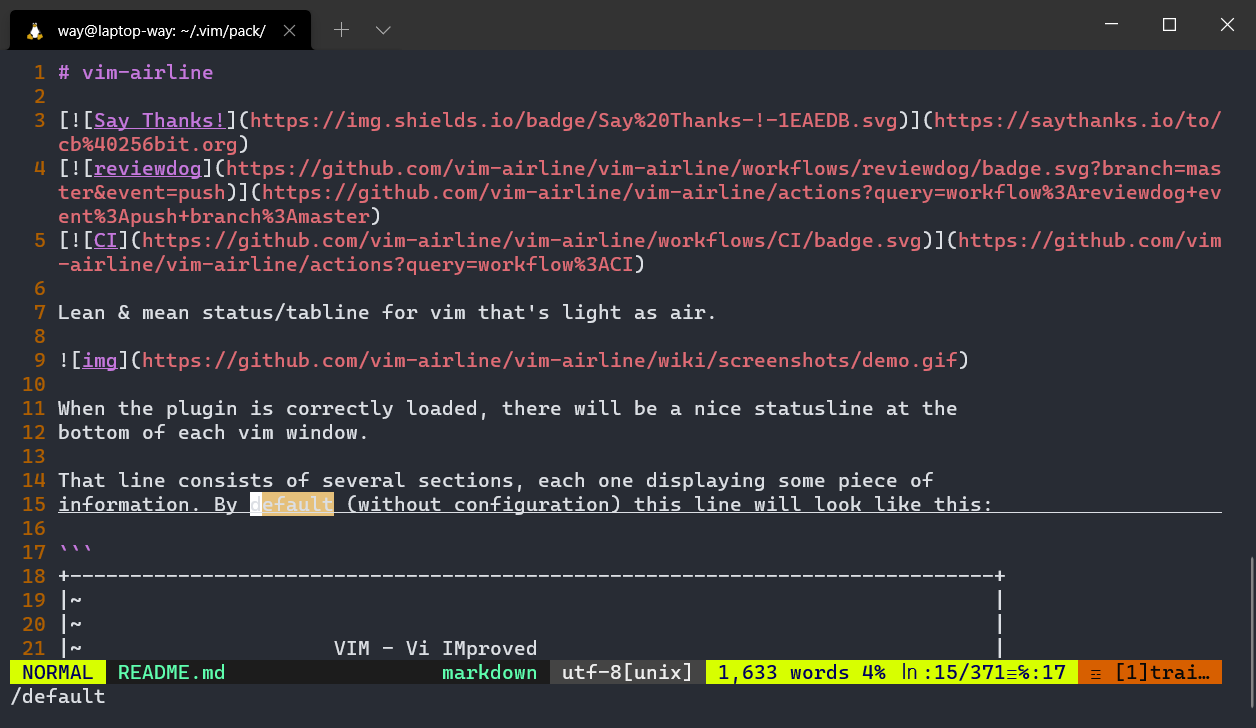 way@laptop-way: ~/.vim/pack/
1 # vim-airline
2
3 [![Say Thanks!](https://img.shields.io/badge/Say%20Thanks-!-1EAEDB.svg)](https://saythanks.io/to/
cb%40256bit.org)
4 [![reviewdog](https://github.com/vim-airline/vim-airline/workflows/reviewdog/badge.svg?branch=mas
ter&event=push)](https://github.com/vim-airline/vim-airline/actions?query=workflow%3Areviewdog+ev
ent%3Apush+branch%3Amaster)
5 [![CI](https://github.com/vim-airline/vim-airline/workflows/CI/badge.svg)](https://github.com/vim
-airline/vim-airline/actions?query=workflow%3ACI)
6
7 Lean & mean status/tabline for vim that's light as air.
8
9 ![img](https://github.com/vim-airline/vim-airline/wiki/screenshots/demo.gif)
10
11 When the plugin is correctly loaded, there will be a nice statusline at the
12 bottom of each vim window.
13
14 That line consists of several sections, each one displaying some piece of
15 information. By default (without configuration) this line will look like this:
16
17 ```
18 +-----------------------------------------------------------------------------+
19 |~                                                                            |
20 |~                                                                            |
21 |~                     VIM - Vi IMproved                                      |
NORMAL README.md markdown utf-8[unix] 1,633 words 4% ㏑:15/371≡℅:17 ☲ [1]trai…
/default